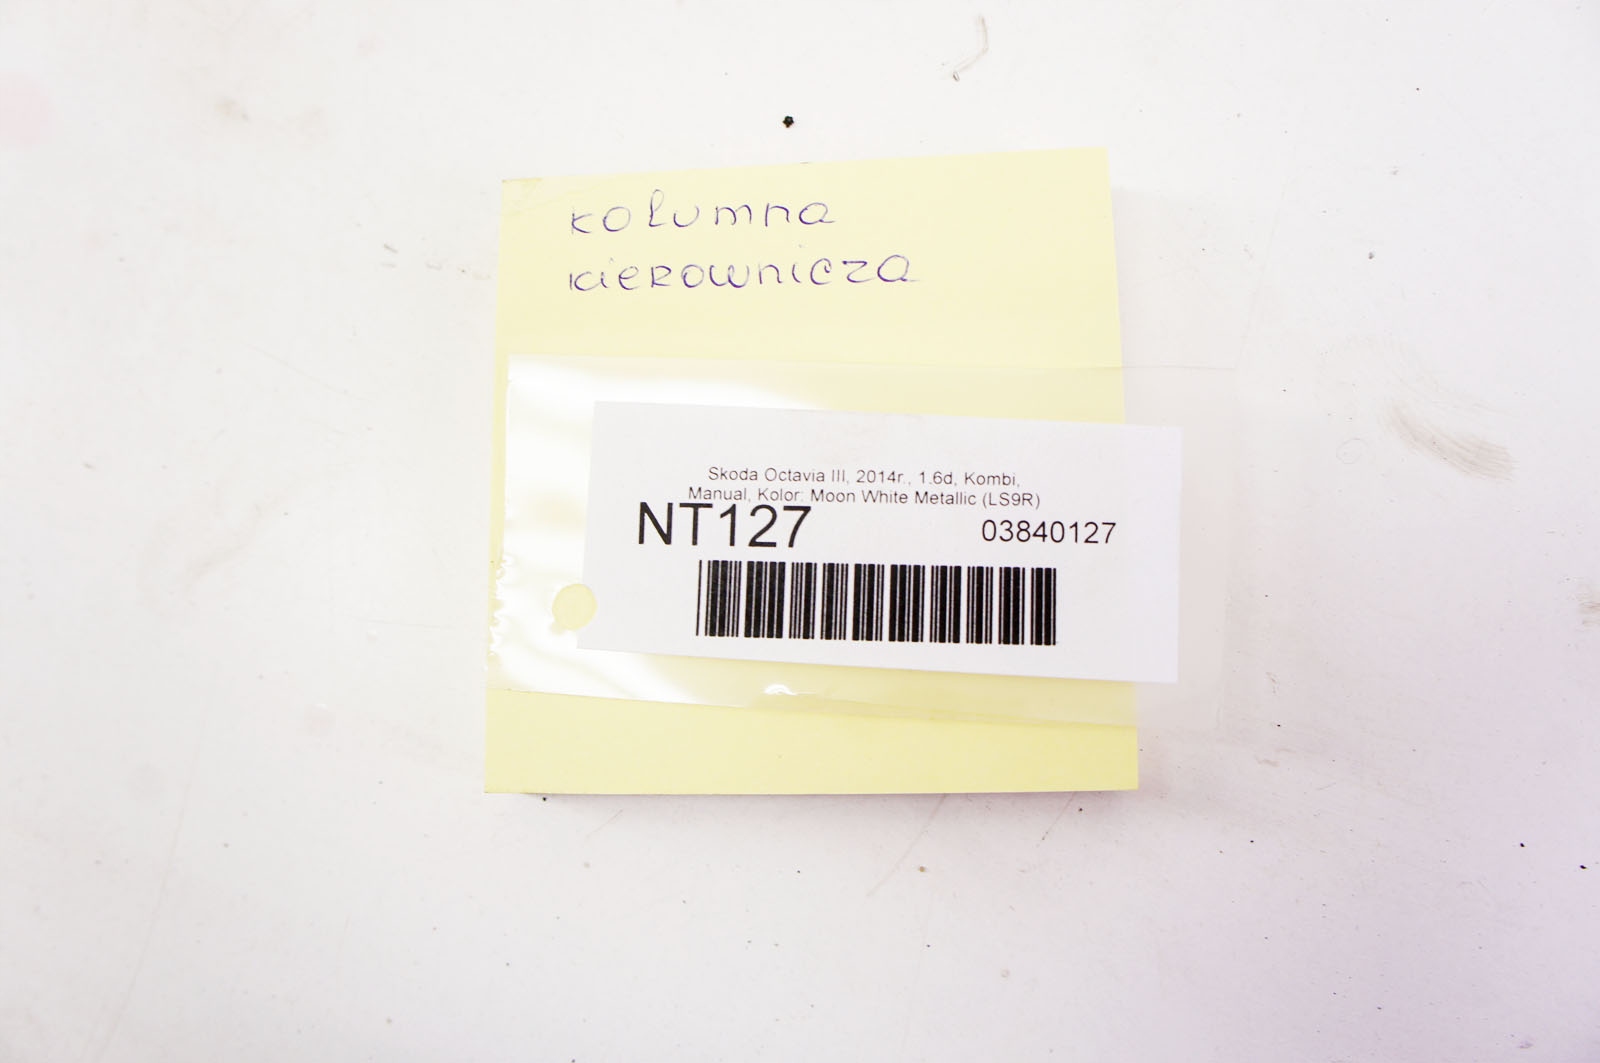 kolumna
kierownicza
Skoda Octavia III, 2014r., 1.6d, Kombi,
Manual, Kolor: Moon White Metallic (LS9R)
NT127 03840127